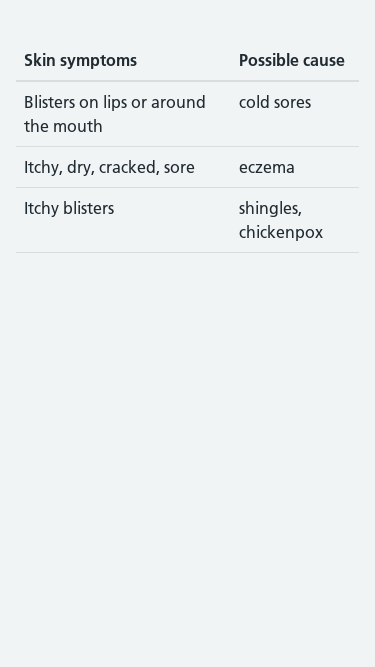 Skin symptoms Possible cause
Blisters on lips or around cold sores
the mouth
Itchy, dry, cracked, sore eczema
Itchy blisters shingles,
chickenpox